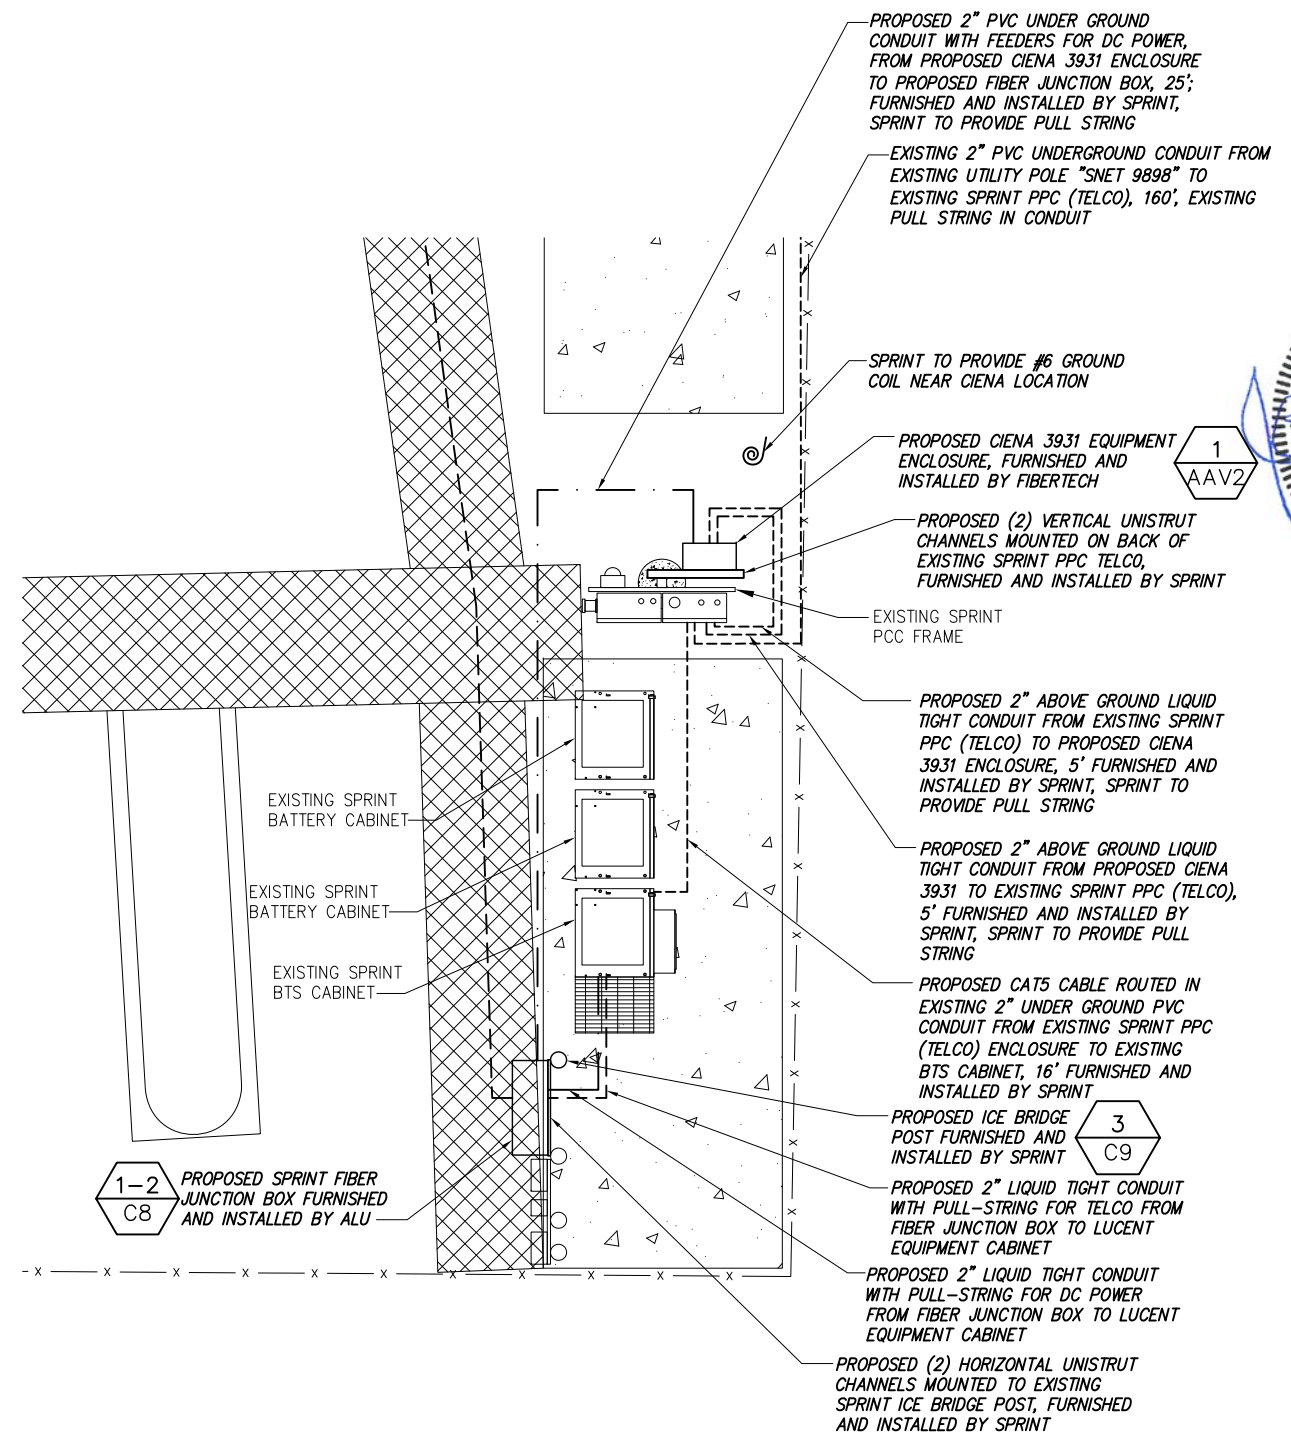 PROPOSED 2" PVC UNDER GROUND
CONDUIT WITH FEEDERS FOR DC POWER,
FROM PROPOSED CIENA 3931 ENCLOSURE
TO PROPOSED FIBER JUNCTION BOX, 25';
FURNISHED AND INSTALLED BY SPRINT,
SPRINT TO PROVIDE PULL STRING
EXISTING 2" PVC UNDERGROUND CONDUIT FROM
EXISTING UTILITY POLE "SNET 9898" TO
EXISTING SPRINT PPC (TELCO), 160', EXISTING
PULL STRING IN CONDUIT
SPRINT TO PROVIDE #6 GROUND
COIL NEAR CIENA LOCATION
PROPOSED CIENA 3931 EQUIPMENT
ENCLOSURE, FURNISHED AND
INSTALLED BY FIBERTECH
1
AAV2
PROPOSED (2) VERTICAL UNISTRUT
CHANNELS MOUNTED ON BACK OF
EXISTING SPRINT PPC TELCO,
FURNISHED AND INSTALLED BY SPRINT
EXISTING SPRINT
PCC FRAME
PROPOSED 2" ABOVE GROUND LIQUID
TIGHT CONDUIT FROM EXISTING SPRINT
PPC (TELCO) TO PROPOSED CIENA
3931 ENCLOSURE, 5' FURNISHED AND
INSTALLED BY SPRINT, SPRINT TO
PROVIDE PULL STRING
EXISTING SPRINT
BATTERY CABINET
PROPOSED 2" ABOVE GROUND LIQUID
TIGHT CONDUIT FROM PROPOSED CIENA
3931 TO EXISTING SPRINT PPC (TELCO),
5' FURNISHED AND INSTALLED BY
SPRINT, SPRINT TO PROVIDE PULL
STRING
EXISTING SPRINT
BATTERY CABINET
EXISTING SPRINT
BTS CABINET
PROPOSED CAT5 CABLE ROUTED IN
EXISTING 2" UNDER GROUND PVC
CONDUIT FROM EXISTING SPRINT PPC
(TELCO) ENCLOSURE TO EXISTING
BTS CABINET, 16' FURNISHED AND
INSTALLED BY SPRINT
PROPOSED ICE BRIDGE
POST FURNISHED AND
INSTALLED BY SPRINT
3
C9
1-2
C8
PROPOSED SPRINT FIBER
JUNCTION BOX FURNISHED
AND INSTALLED BY ALU
PROPOSED 2" LIQUID TIGHT CONDUIT
WITH PULL-STRING FOR TELCO FROM
FIBER JUNCTION BOX TO LUCENT
EQUIPMENT CABINET
PROPOSED 2" LIQUID TIGHT CONDUIT
WITH PULL-STRING FOR DC POWER
FROM FIBER JUNCTION BOX TO LUCENT
EQUIPMENT CABINET
PROPOSED (2) HORIZONTAL UNISTRUT
CHANNELS MOUNTED TO EXISTING
SPRINT ICE BRIDGE POST, FURNISHED
AND INSTALLED BY SPRINT